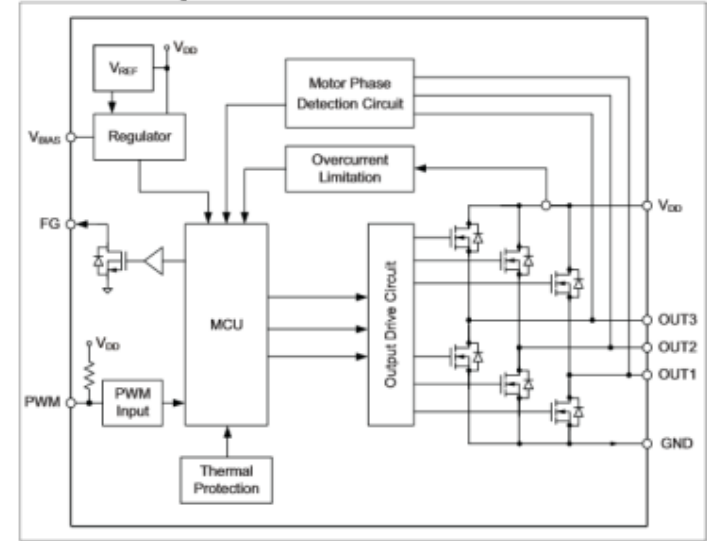 VDD
VREF
Motor Phase
Detection Circuit
VBIAS
Regulator
Overcurrent
Limitation
FG
VDD
MCU
Output Drive Circuit
OUT3
VDD
OUT2
OUT1
PWM
PWM
Input
GND
Thermal
Protection